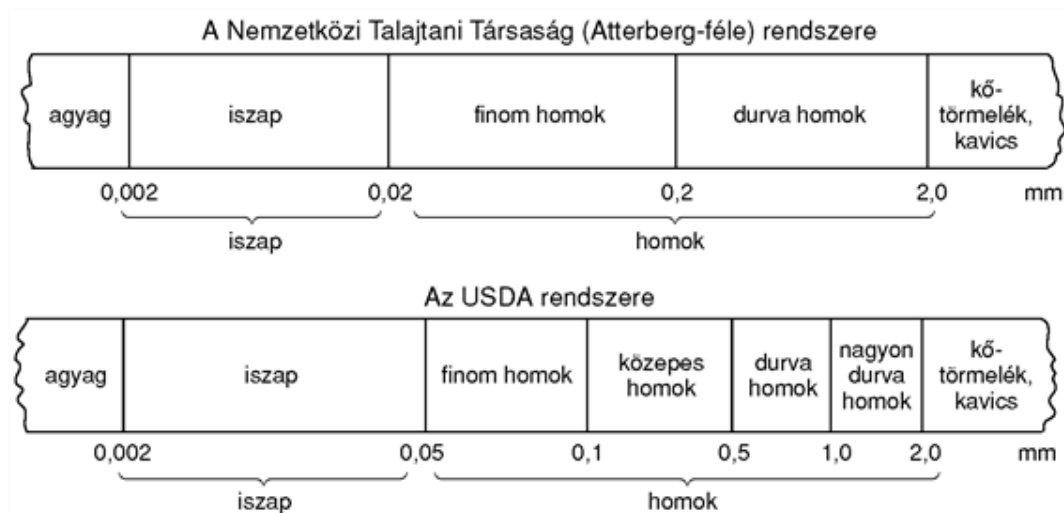 A Nemzetközi Talajtani Társaság (Atterberg-féle) rendszere
agyag
iszap
finom homok
durva homok
kő-
törmelék,
kavics
0,002
0,02
0,2
2,0
mm
iszap
homok
Az USDA rendszere
agyag
iszap
finom homok
közepes
homok
durva
homok
nagyon
durva
homok
kő-
törmelék,
kavics
0,002
0,05
0,1
0,5
1,0
2,0
mm
iszap
homok